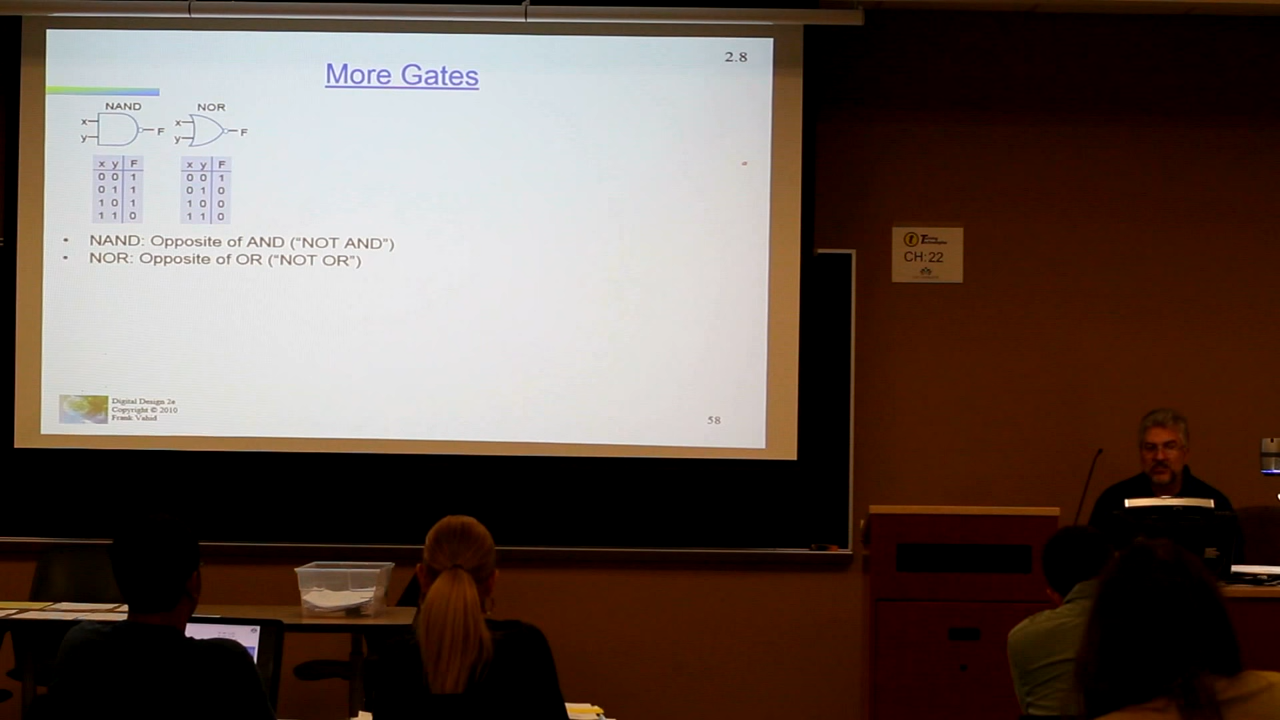 2.8
More Gates
NAND NOR
x x
F F
y y
x y F x y F
0 0 1 0 0 1
0 1 1 0 1 0
1 0 1 1 0 0
1 1 0 1 1 0
• NAND: Opposite of AND ("NOT AND")
• NOR: Opposite of OR ("NOT OR")
Digital Design 2e
Copyright © 2010
Frank Vahid
58
Turning
Technologies
CH:22